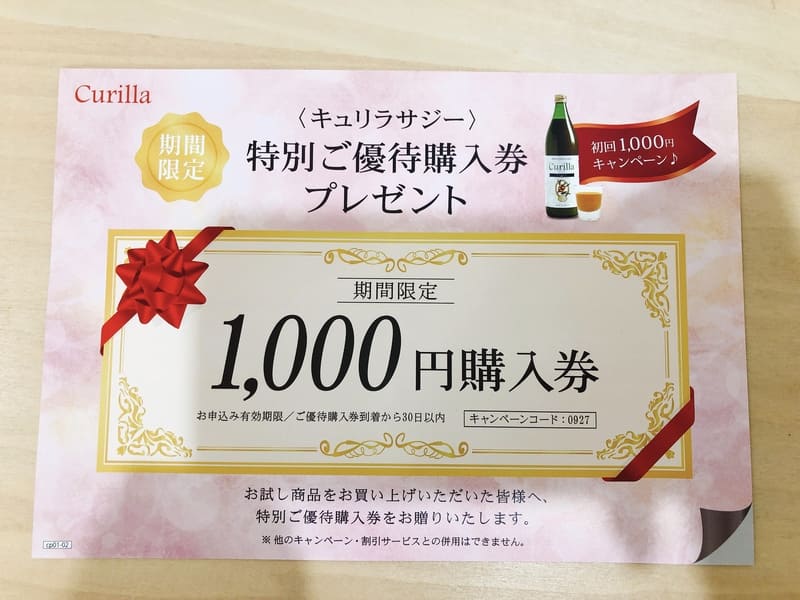 Curilla
期間
限定
〈キュリラサジー〉
特別ご優待購入券
プレゼント
初回1,000円
キャンペーン♪
Curilla
期間限定
1,000円購入券
お申込み有効期限／ご優待購入券到着から30日以内
キャンペーンコード：0927
お試し商品をお買い上げいただいた皆様へ、
特別ご優待購入券をお贈りいたします。
※ 他のキャンペーン・割引サービスとの併用はできません。
cp01-02